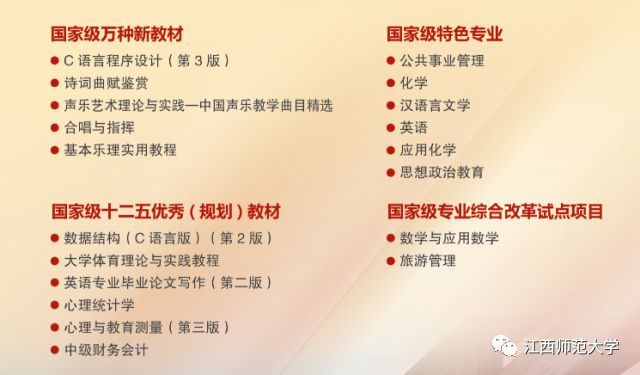 国家级万种新教材
C 语言程序设计（第 3 版）
诗词曲赋鉴赏
声乐艺术理论与实践—中国声乐教学曲目精选
合唱与指挥
基本乐理实用教程
国家级特色专业
公共事业管理
化学
汉语言文学
英语
应用化学
思想政治教育
国家级十二五优秀（规划）教材
数据结构（C 语言版）（第 2 版）
大学体育理论与实践教程
英语专业毕业论文写作（第二版）
心理统计学
心理与教育测量（第三版）
中级财务会计
国家级专业综合改革试点项目
数学与应用数学
旅游管理
江西师范大学